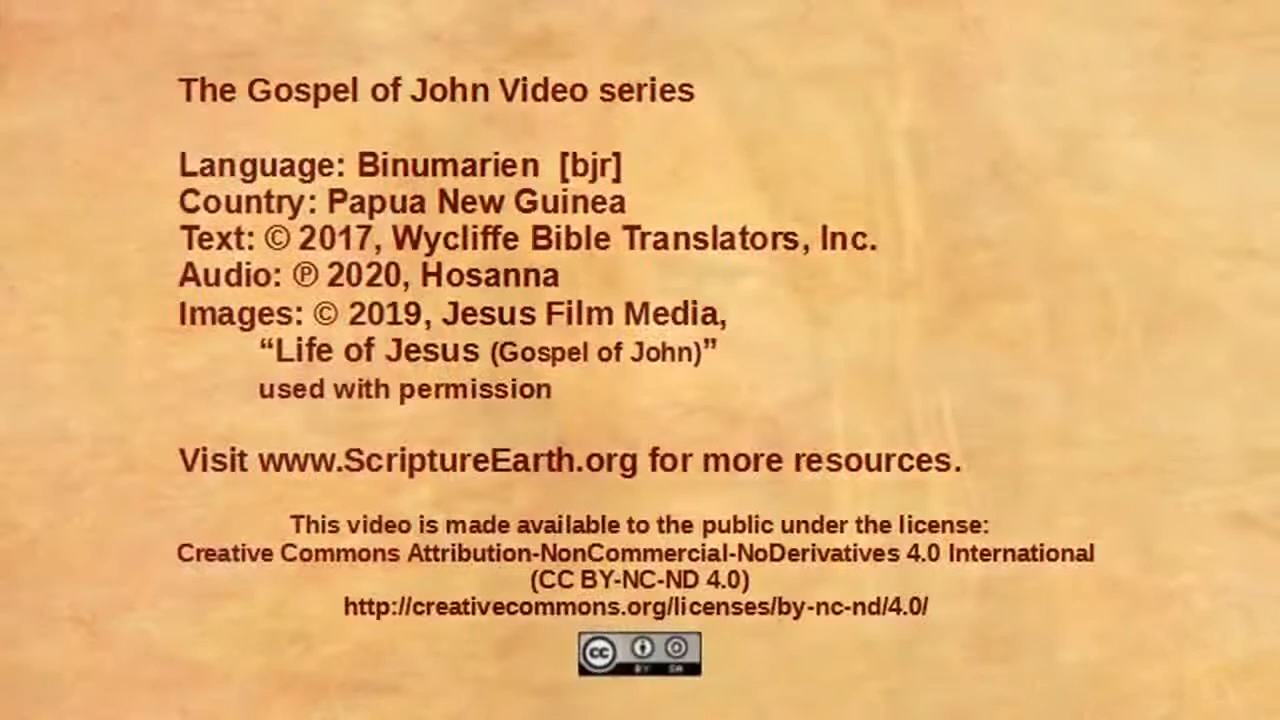 The Gospel of John Video series
Language: Binumarien [bjr]
Country: Papua New Guinea
Text: © 2017, Wycliffe Bible Translators, Inc.
Audio: ℗ 2020, Hosanna
Images: © 2019, Jesus Film Media,
“Life of Jesus (Gospel of John)”
used with permission
Visit www.ScriptureEarth.org for more resources.
This video is made available to the public under the license:
Creative Commons Attribution-NonCommercial-NoDerivatives 4.0 International
(CC BY-NC-ND 4.0)
http://creativecommons.org/licenses/by-nc-nd/4.0/
cc BY SA